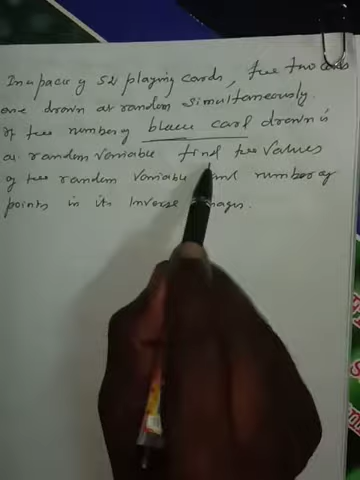 In a pack of 52 playing cards, the two cards
are drawn at random simultaneously.
if the number of black card drawn is
a random variable find the values
of the random variable and number of
points in its inverse images.